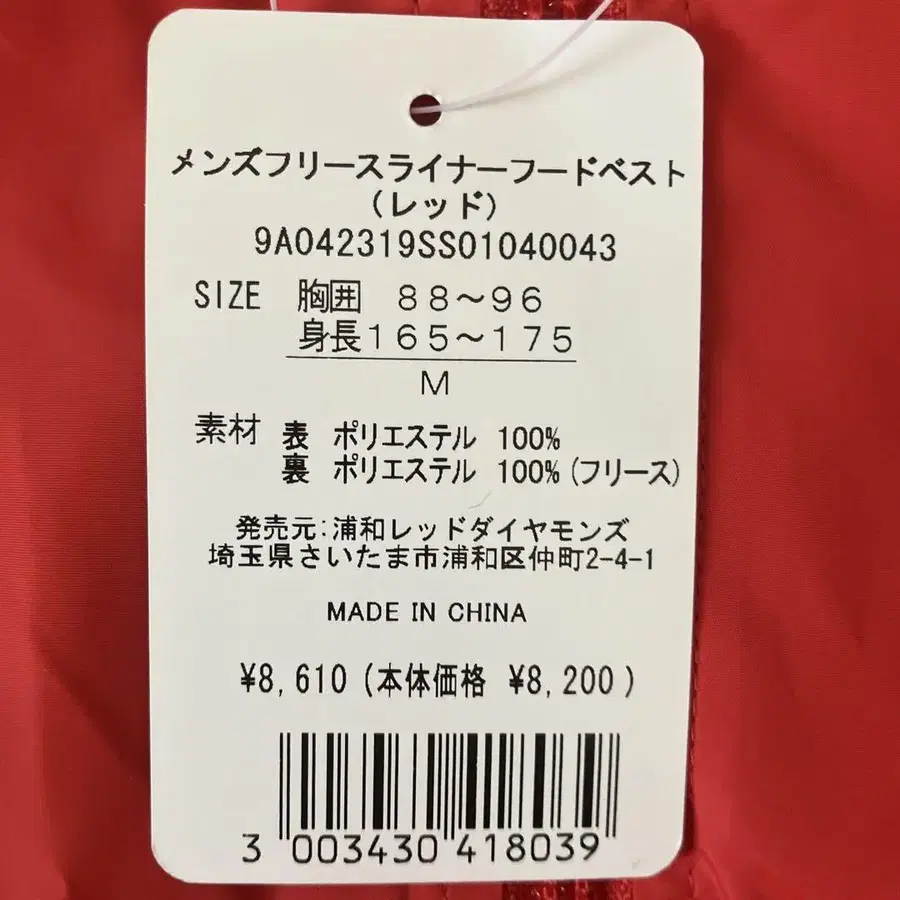 メンズフリースライナーフードベスト
(レッド)
9A042319SS01040043
SIZE 胸囲 88～96
身長165～175
M
素材 表 ポリエステル 100%
裏 ポリエステル 100%(フリース)
発売元:浦和レッドダイヤモンズ
埼玉県さいたま市浦和区仲町2-4-1
MADE IN CHINA
¥8,610(本体価格 ¥8,200)
3 003430 418039